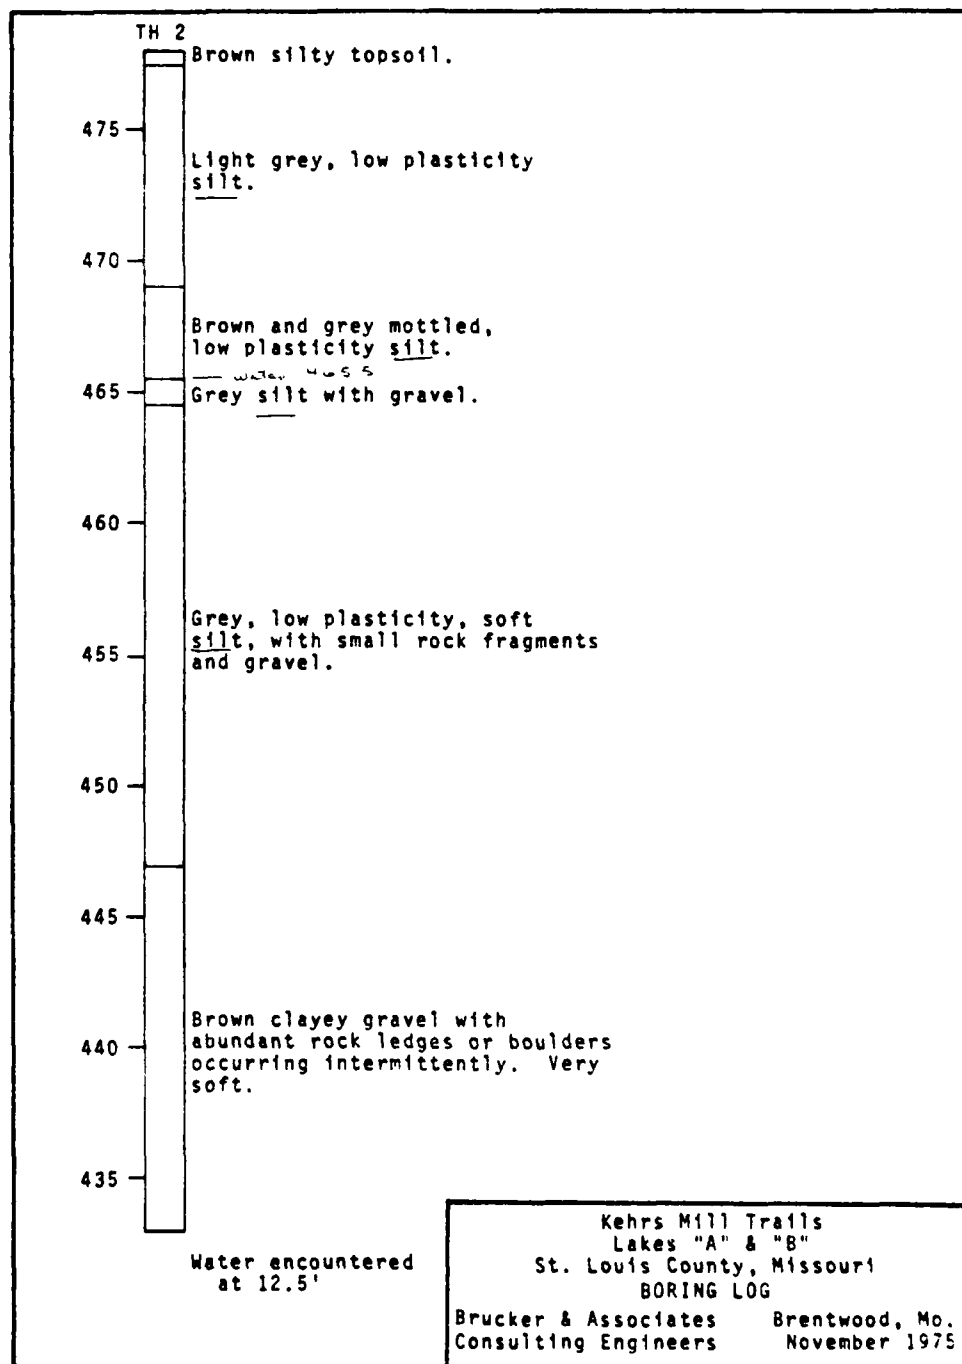 TH 2
Brown silty topsoil.
475
Light grey, low plasticity
silt.
470
Brown and grey mottled,
low plasticity silt.
water 465 5
465
Grey silt with gravel.
460
Grey, low plasticity, soft
silt, with small rock fragments
455
and gravel.
450
445
Brown clayey gravel with
440
abundant rock ledges or boulders
occurring intermittently. Very
soft.
435
Water encountered
at 12.5'
Kehrs Mill Trails
Lakes "A" & "B"
St. Louis County, Missouri
BORING LOG
Brucker & Associates Brentwood, Mo.
Consulting Engineers November 1975